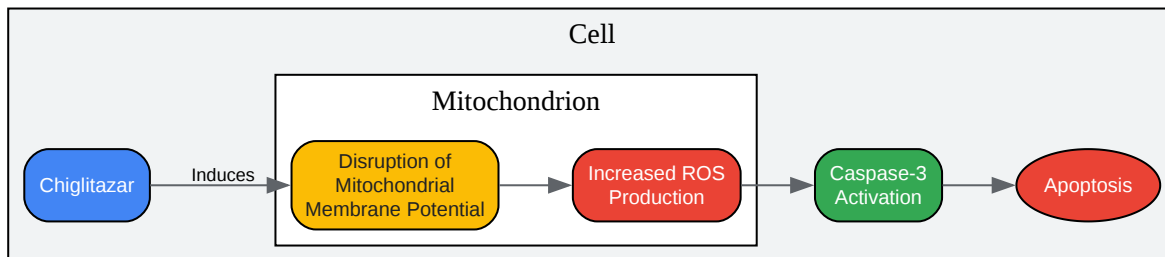 Cell
Mitochondrion
Chiglitazar
Induces
Disruption of
Mitochondrial
Membrane Potential
Increased ROS
Production
Caspase-3
Activation
Apoptosis